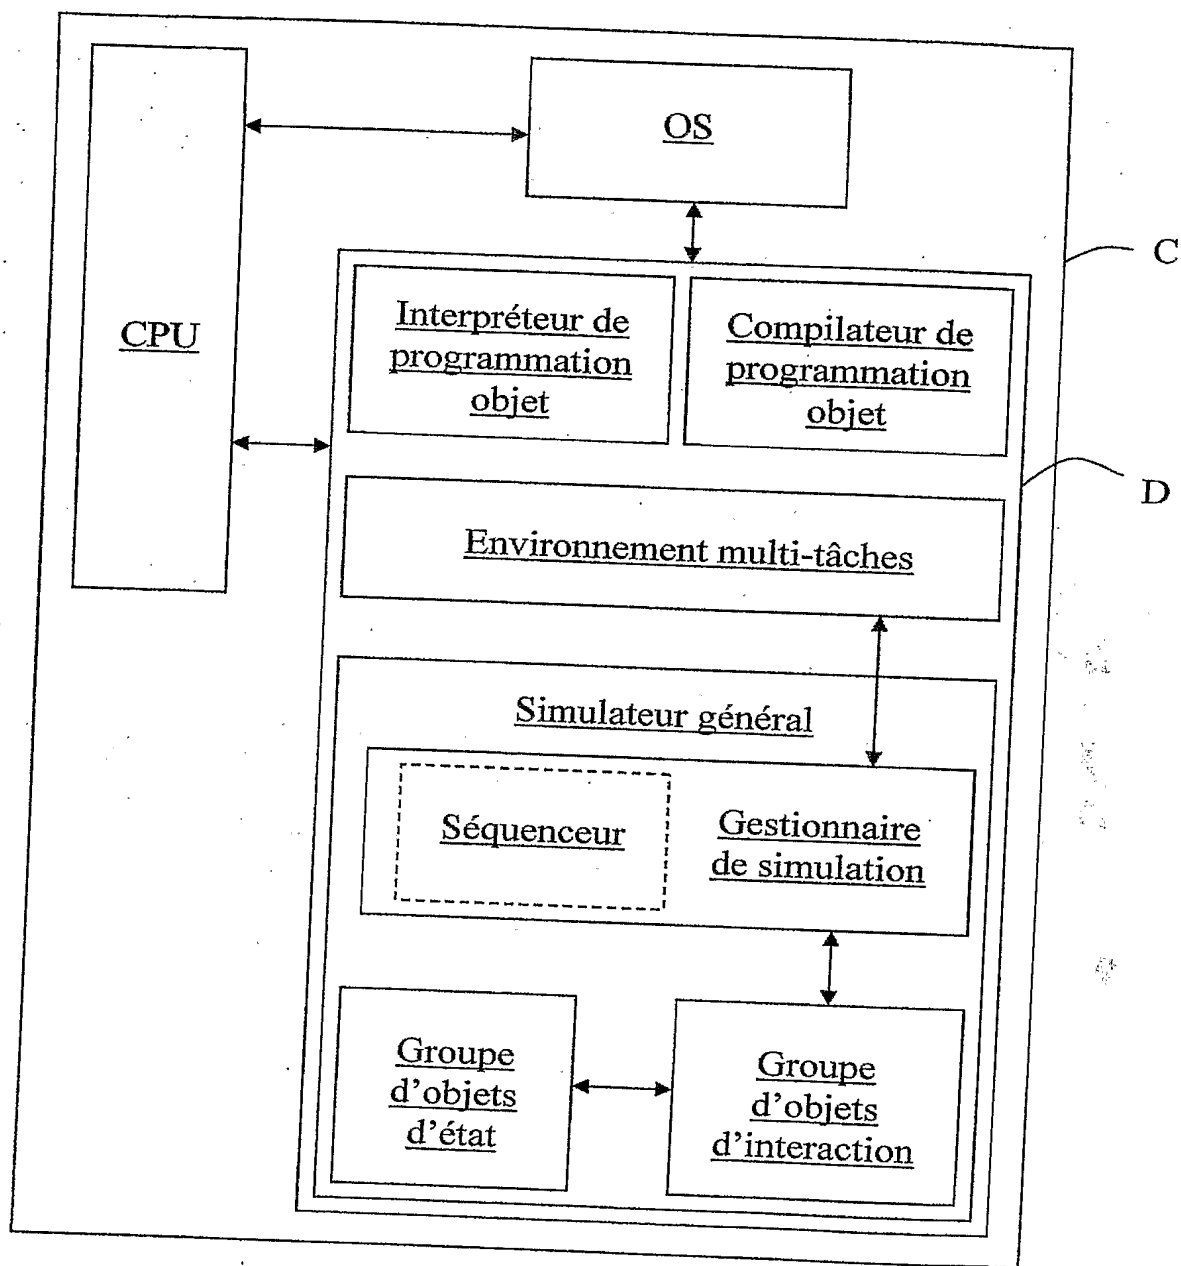 OS
C
CPU
Interpréteur de
programmation
objet
Compilateur de
programmation
objet
D
Environnement multi-tâches
Simulateur général
Séquenceur
Gestionnaire
de simulation
Groupe
d'objets
d'état
Groupe
d'objets
d'interaction